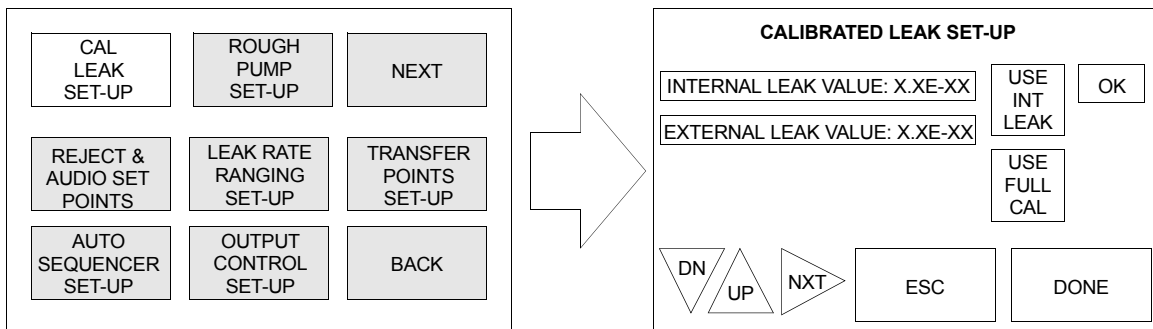 CAL
LEAK
SET-UP
ROUGH
PUMP
SET-UP
NEXT
REJECT &
AUDIO SET
POINTS
LEAK RATE
RANGING
SET-UP
TRANSFER
POINTS
SET-UP
AUTO
SEQUENCER
SET-UP
OUTPUT
CONTROL
SET-UP
BACK
CALIBRATED LEAK SET-UP
INTERNAL LEAK VALUE: X.XE-XX
EXTERNAL LEAK VALUE: X.XE-XX
USE
INT
LEAK
OK
USE
FULL
CAL
DN
UP
NXT
ESC
DONE